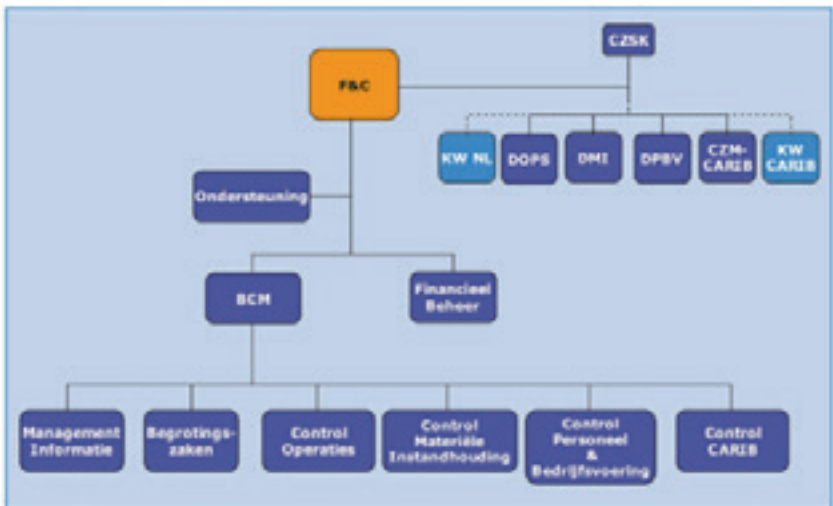 CZSK
F&C
KW NL
DOPS
DMI
DPBV
CZM-
CARIB
KW
CARIB
Ondersteuning
BCM
Financieel
Beheer
Management
Informatie
Begrotings-
zaken
Control
Operaties
Control
Materiële
Instandhouding
Control
Personeel
&
Bedrijfsvoering
Control
CARIB